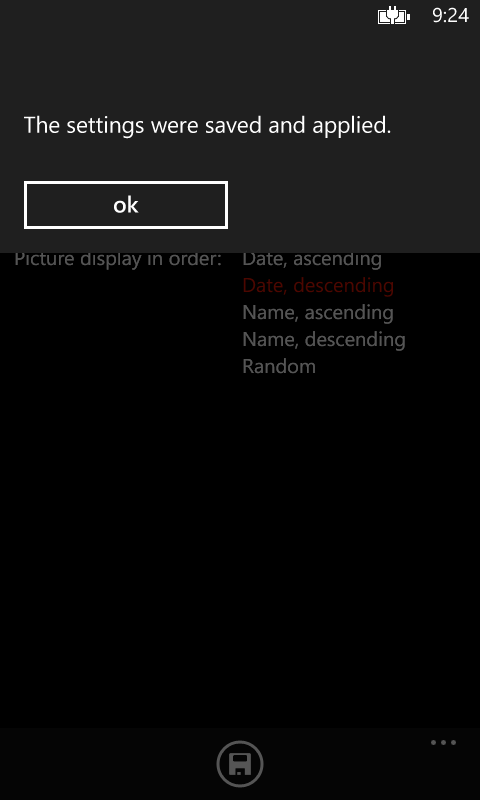 9:24
The settings were saved and applied.
ok
Picture display in order: Date, ascending
Date, descending
Name, ascending
Name, descending
Random